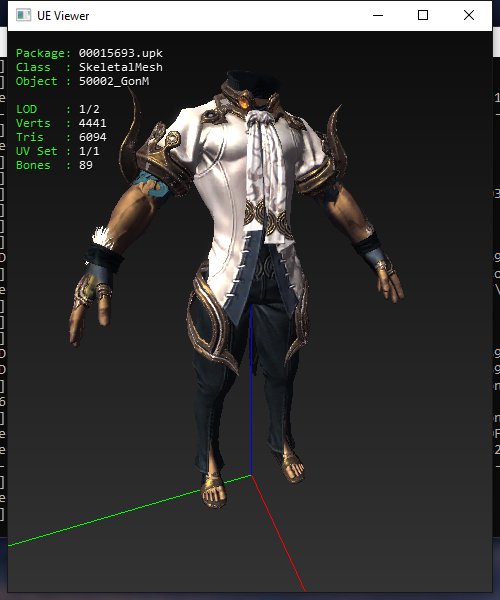 UE Viewer
Package: 00015693.upk
Class  : SkeletalMesh
Object : 50002_GonM
LOD    : 1/2
Verts  : 4441
Tris   : 6094
UV Set : 1/1
Bones  : 89